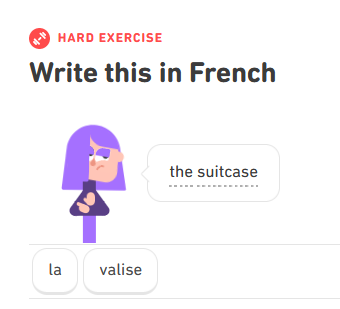 HARD EXERCISE
Write this in French
the suitcase
la valise